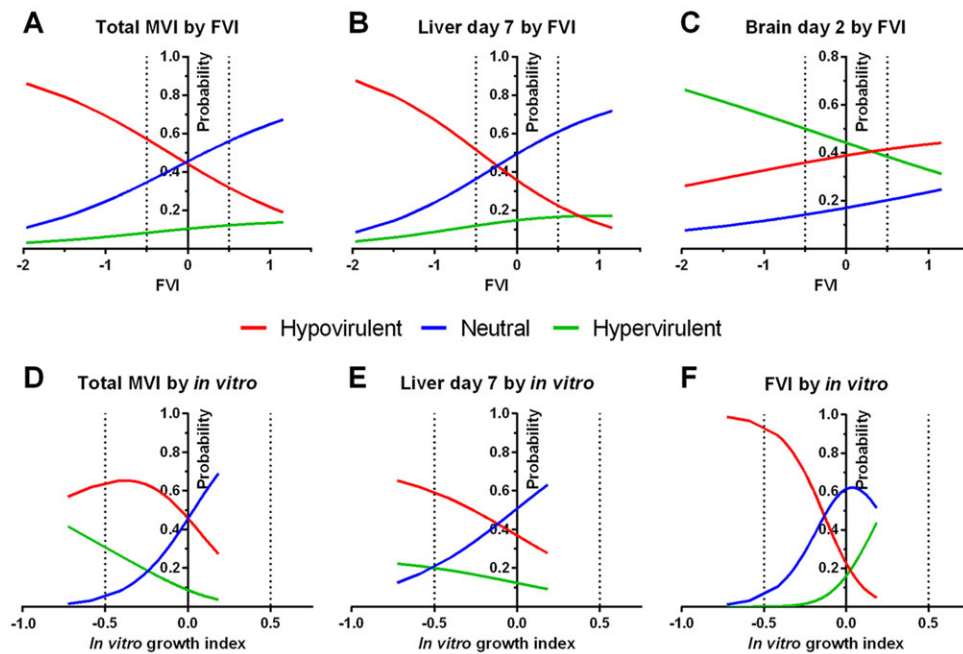 A Total MVI by FVI
1.0
0.8
0.6
0.4
0.2
Probability
-2 -1 0 1
FVI
B Liver day 7 by FVI
1.0
0.8
0.6
0.4
0.2
Probability
-2 -1 0 1
FVI
C Brain day 2 by FVI
0.8
0.6
0.4
0.2
Probability
-2 -1 0 1
FVI
Hypovirulent Neutral Hypervirulent
D Total MVI by in vitro
1.0
0.8
0.6
0.4
0.2
Probability
-1.0 -0.5 0.0 0.5
In vitro growth index
E Liver day 7 by in vitro
1.0
0.8
0.6
0.4
0.2
Probability
-1.0 -0.5 0.0 0.5
In vitro growth index
F FVI by in vitro
1.0
0.8
0.6
0.4
0.2
Probability
-1.0 -0.5 0.0 0.5
In vitro growth index